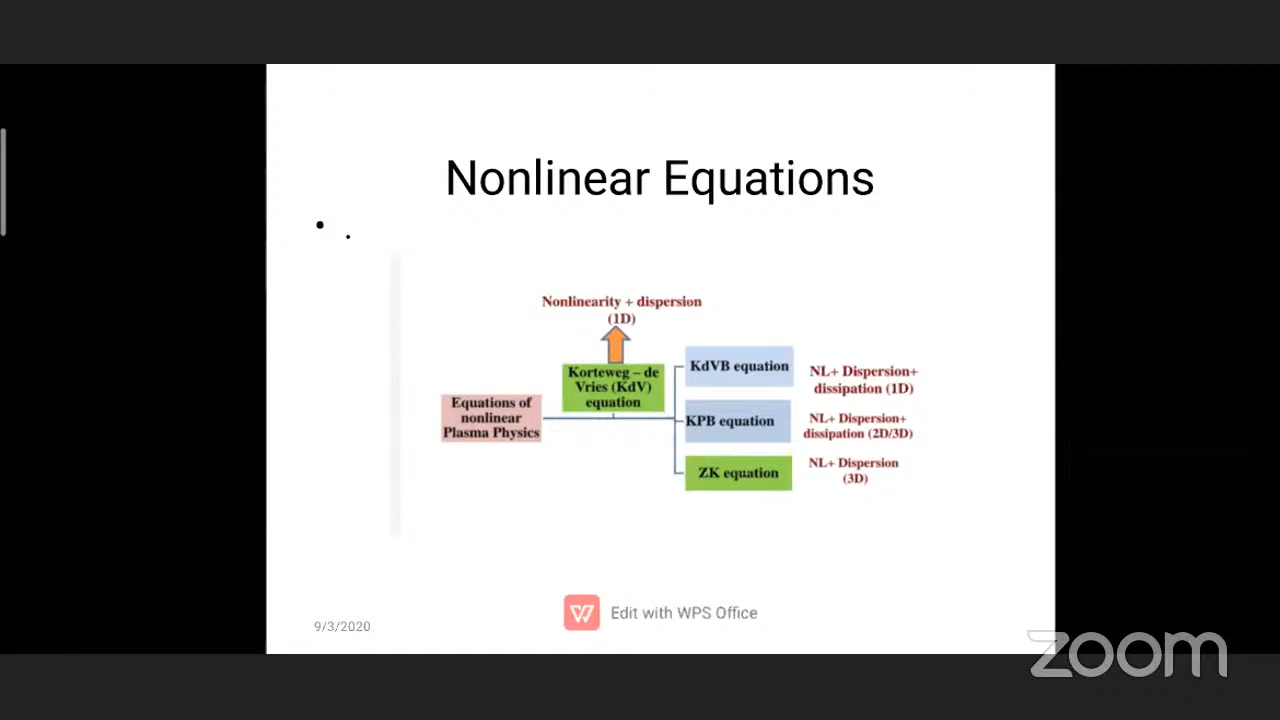 Nonlinear Equations
Nonlinearity + dispersion
(1D)
Korteweg – de
Vries (KdV)
equation
Equations of
nonlinear
Plasma Physics
KdVB equation
NL+ Dispersion+
dissipation (1D)
KPB equation
NL+ Dispersion+
dissipation (2D/3D)
ZK equation
NL+ Dispersion
(3D)
Edit with WPS Office
9/3/2020
zoom